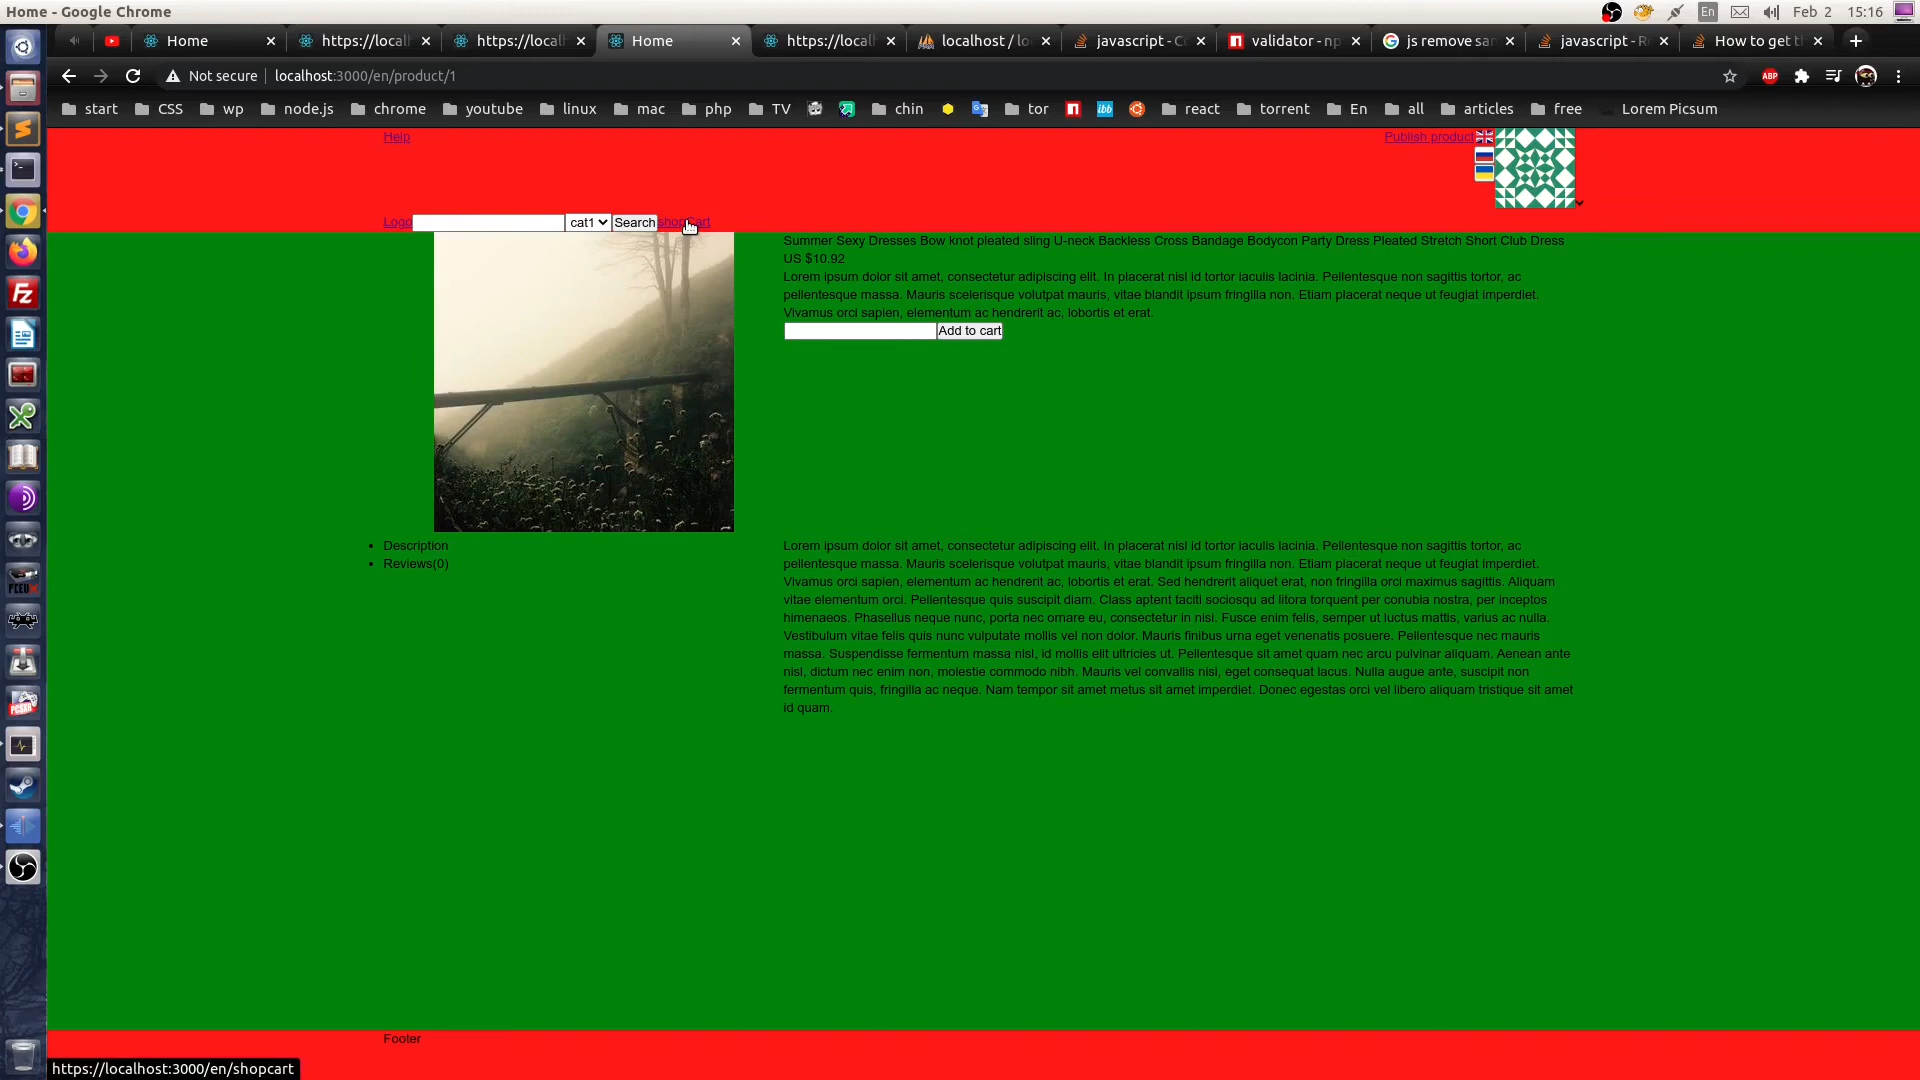 Home - Google Chrome
En
Feb 2 15:16
Home
https://local
https://local
Home
https://local
localhost / lo
javascript - C
validator - np
js remove sa
javascript - R
How to get t
Not secure
localhost:3000/en/product/1
ABP
start
CSS
wp
node.js
chrome
youtube
linux
mac
php
TV
chin
tor
ibb
react
torrent
En
all
articles
free
Lorem Picsum
Help
Publish product
Logo
cat1
Search
shopCart
Summer Sexy Dresses Bow knot pleated sling U-neck Backless Cross Bandage Bodycon Party Dress Pleated Stretch Short Club Dress
US $10.92
Lorem ipsum dolor sit amet, consectetur adipiscing elit. In placerat nisl id tortor iaculis lacinia. Pellentesque non sagittis tortor, ac
pellentesque massa. Mauris scelerisque volutpat mauris, vitae blandit ipsum fringilla non. Etiam placerat neque ut feugiat imperdiet.
Vivamus orci sapien, elementum ac hendrerit ac, lobortis et erat.
Add to cart
Description
Reviews(0)
Lorem ipsum dolor sit amet, consectetur adipiscing elit. In placerat nisl id tortor iaculis lacinia. Pellentesque non sagittis tortor, ac
pellentesque massa. Mauris scelerisque volutpat mauris, vitae blandit ipsum fringilla non. Etiam placerat neque ut feugiat imperdiet.
Vivamus orci sapien, elementum ac hendrerit ac, lobortis et erat. Sed hendrerit aliquet erat, non fringilla orci maximus sagittis. Aliquam
vitae elementum orci. Pellentesque quis suscipit diam. Class aptent taciti sociosqu ad litora torquent per conubia nostra, per inceptos
himenaeos. Phasellus neque nunc, porta nec ornare eu, consectetur in nisi. Fusce enim felis, semper ut luctus mattis, varius ac nulla.
Vestibulum vitae felis quis nunc vulputate mollis vel non dolor. Mauris finibus urna eget venenatis posuere. Pellentesque nec mauris
massa. Suspendisse fermentum massa nisl, id mollis elit ultricies ut. Pellentesque sit amet quam nec arcu pulvinar aliquam. Aenean ante
nisl, dictum nec enim non, molestie commodo nibh. Mauris vel convallis nisi, eget consequat lacus. Nulla augue ante, suscipit non
fermentum quis, fringilla ac neque. Nam tempor sit amet metus sit amet imperdiet. Donec egestas orci vel libero aliquam tristique sit amet
id quam.
Footer
https://localhost:3000/en/shopcart